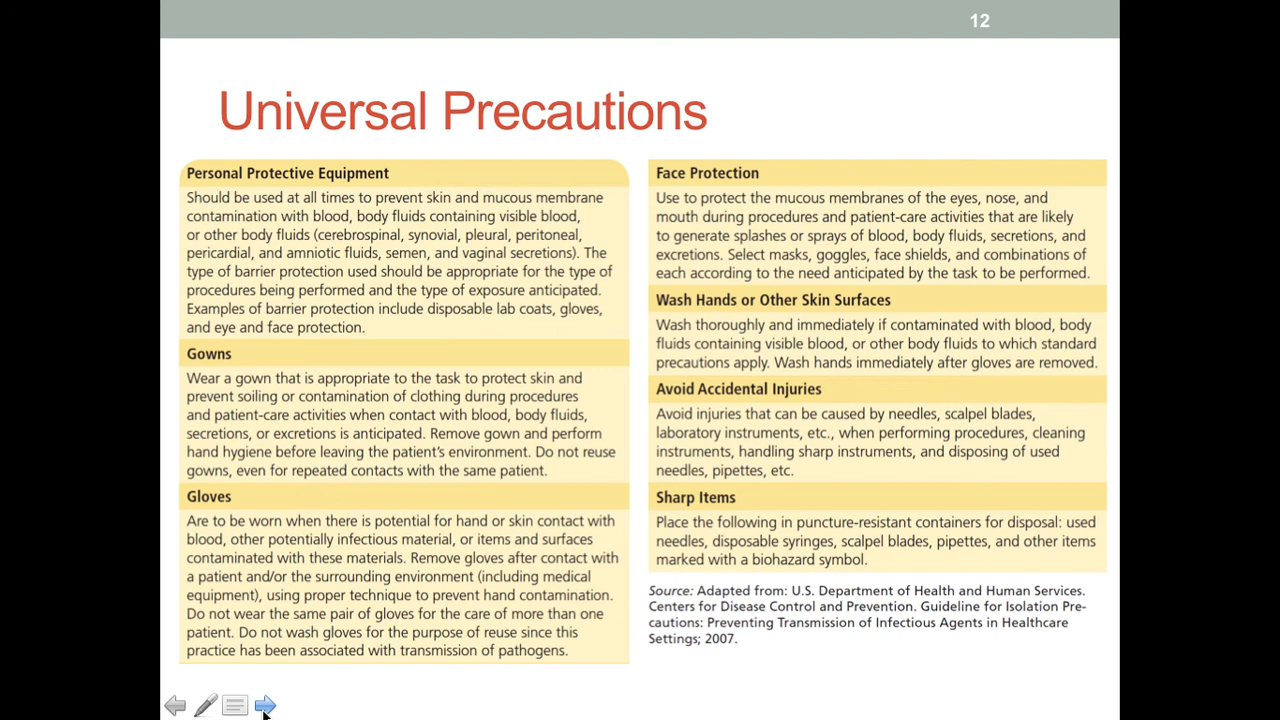 12
Universal Precautions
Personal Protective Equipment
Should be used at all times to prevent skin and mucous membrane
contamination with blood, body fluids containing visible blood,
or other body fluids (cerebrospinal, synovial, pleural, peritoneal,
pericardial, and amniotic fluids, semen, and vaginal secretions). The
type of barrier protection used should be appropriate for the type of
procedures being performed and the type of exposure anticipated.
Examples of barrier protection include disposable lab coats, gloves,
and eye and face protection.
Gowns
Wear a gown that is appropriate to the task to protect skin and
prevent soiling or contamination of clothing during procedures
and patient-care activities when contact with blood, body fluids,
secretions, or excretions is anticipated. Remove gown and perform
hand hygiene before leaving the patient's environment. Do not reuse
gowns, even for repeated contacts with the same patient.
Gloves
Are to be worn when there is potential for hand or skin contact with
blood, other potentially infectious material, or items and surfaces
contaminated with these materials. Remove gloves after contact with
a patient and/or the surrounding environment (including medical
equipment), using proper technique to prevent hand contamination.
Do not wear the same pair of gloves for the care of more than one
patient. Do not wash gloves for the purpose of reuse since this
practice has been associated with transmission of pathogens.
Face Protection
Use to protect the mucous membranes of the eyes, nose, and
mouth during procedures and patient-care activities that are likely
to generate splashes or sprays of blood, body fluids, secretions, and
excretions. Select masks, goggles, face shields, and combinations of
each according to the need anticipated by the task to be performed.
Wash Hands or Other Skin Surfaces
Wash thoroughly and immediately if contaminated with blood, body
fluids containing visible blood, or other body fluids to which standard
precautions apply. Wash hands immediately after gloves are removed.
Avoid Accidental Injuries
Avoid injuries that can be caused by needles, scalpel blades,
laboratory instruments, etc., when performing procedures, cleaning
instruments, handling sharp instruments, and disposing of used
needles, pipettes, etc.
Sharp Items
Place the following in puncture-resistant containers for disposal: used
needles, disposable syringes, scalpel blades, pipettes, and other items
marked with a biohazard symbol.
Source: Adapted from: U.S. Department of Health and Human Services.
Centers for Disease Control and Prevention. Guideline for Isolation Pre-
cautions: Preventing Transmission of Infectious Agents in Healthcare
Settings; 2007.